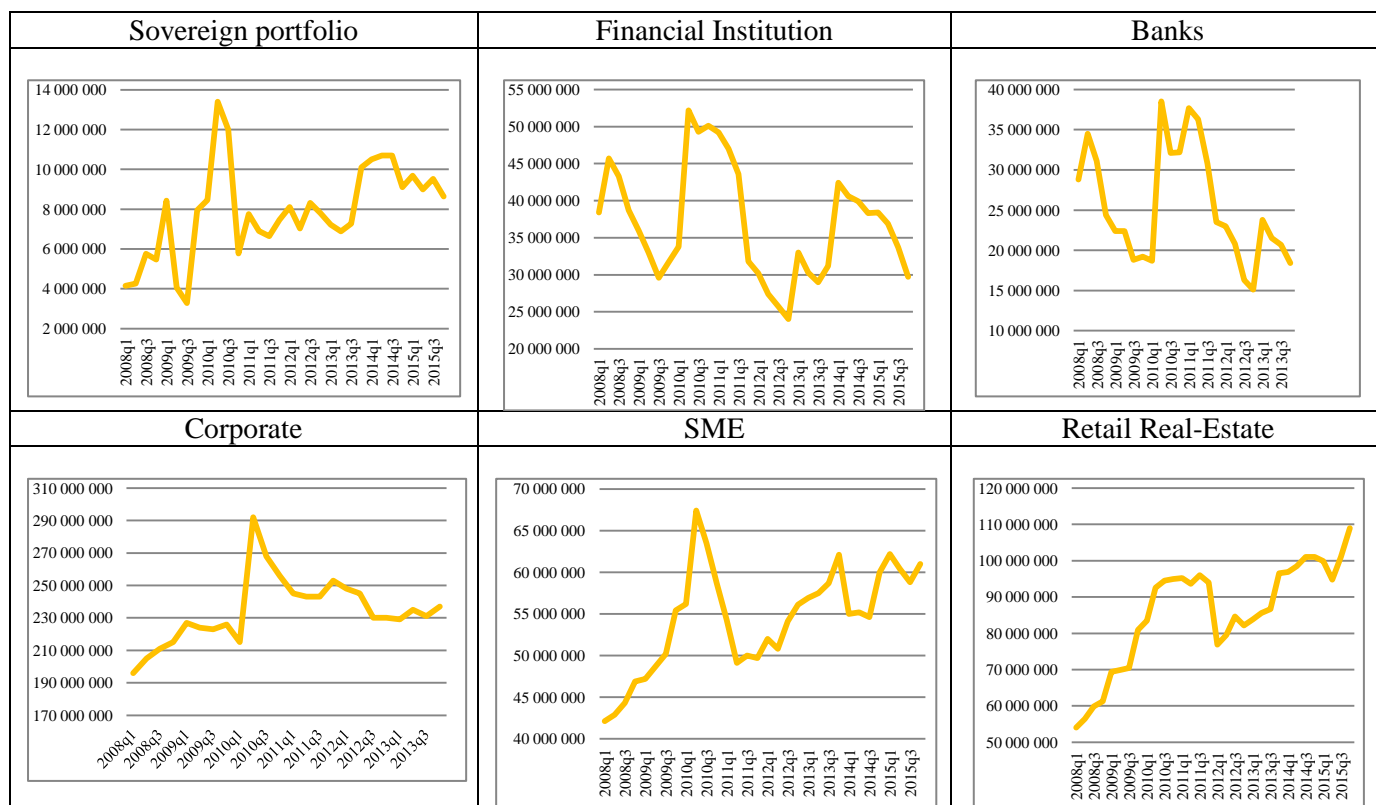 Sovereign portfolio
Financial Institution
Banks
14 000 000
12 000 000
10 000 000
8 000 000
6 000 000
4 000 000
2 000 000
2008q1
2008q3
2009q1
2009q3
2010q1
2010q3
2011q1
2011q3
2012q1
2012q3
2013q1
2013q3
2014q1
2014q3
2015q1
2015q3
55 000 000
50 000 000
45 000 000
40 000 000
35 000 000
30 000 000
25 000 000
20 000 000
2008q1
2008q3
2009q1
2009q3
2010q1
2010q3
2011q1
2011q3
2012q1
2012q3
2013q1
2013q3
2014q1
2014q3
2015q1
2015q3
40 000 000
35 000 000
30 000 000
25 000 000
20 000 000
15 000 000
10 000 000
2008q1
2008q3
2009q1
2009q3
2010q1
2010q3
2011q1
2011q3
2012q1
2012q3
2013q1
2013q3
Corporate
SME
Retail Real-Estate
310 000 000
290 000 000
270 000 000
250 000 000
230 000 000
210 000 000
190 000 000
170 000 000
2008q1
2008q3
2009q1
2009q3
2010q1
2010q3
2011q1
2011q3
2012q1
2012q3
2013q1
2013q3
70 000 000
65 000 000
60 000 000
55 000 000
50 000 000
45 000 000
40 000 000
2008q1
2008q3
2009q1
2009q3
2010q1
2010q3
2011q1
2011q3
2012q1
2012q3
2013q1
2013q3
2014q1
2014q3
2015q1
2015q3
120 000 000
110 000 000
100 000 000
90 000 000
80 000 000
70 000 000
60 000 000
50 000 000
2008q1
2008q3
2009q1
2009q3
2010q1
2010q3
2011q1
2011q3
2012q1
2012q3
2013q1
2013q3
2014q1
2014q3
2015q1
2015q3